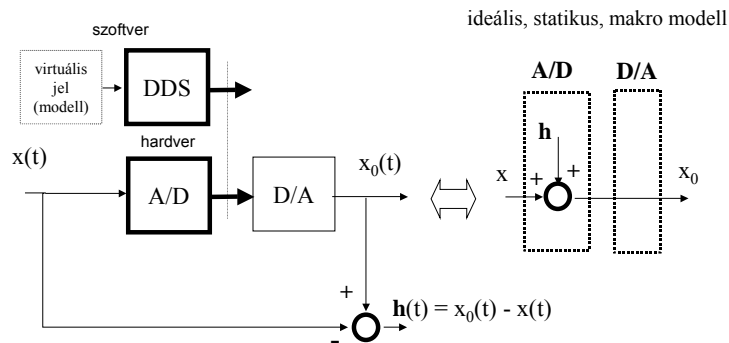 ideális, statikus, makro modell
szoftver
virtuális
jel
(modell)
DDS
A/D
D/A
hardver
h
x(t)
A/D
D/A
x₀(t)
x
+
+
x₀
+
-
h(t) = x₀(t) - x(t)